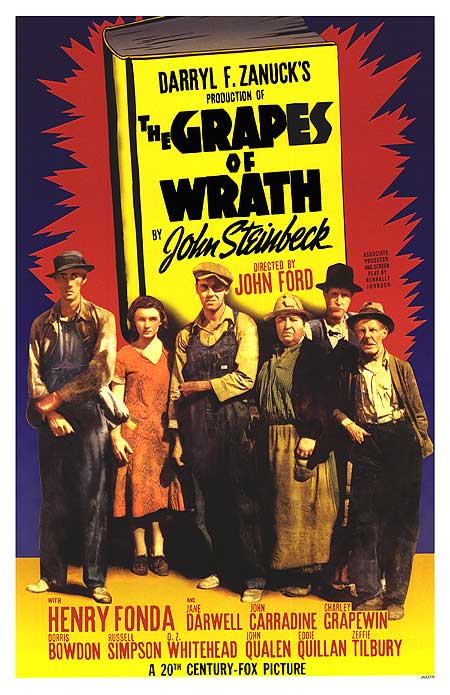 DARRYL F. ZANUCK'S
PRODUCTION OF
THE GRAPES
OF
WRATH
BY John Steinbeck
DIRECTED BY
JOHN FORD
ASSOCIATE
PRODUCER
AND SCREEN
PLAY BY
NUNNALLY
JOHNSON
WITH
HENRY FONDA
AND
JANE DARWELL
JOHN CARRADINE
CHARLEY GRAPEWIN
DORRIS BOWDON
RUSSELL SIMPSON
O. Z. WHITEHEAD
JOHN QUALEN
EDDIE QUILLAN
ZEFFIE TILBURY
A 20TH CENTURY-FOX PICTURE